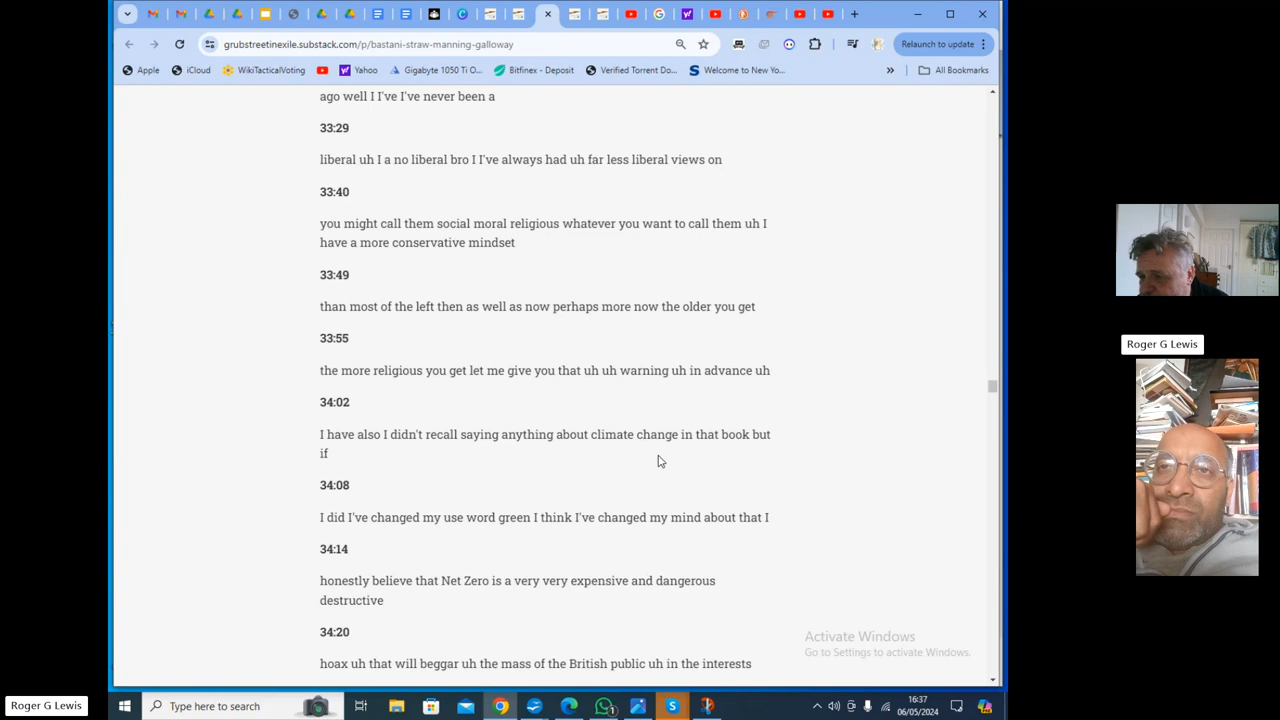 grubstreetinexile.substack.com/p/bastani-straw-manning-galloway
Relaunch to update
Apple
iCloud
WikiTacticalVoting
Yahoo
Gigabyte 1050 Ti O...
Bitfinex - Deposit
Verified Torrent Do...
Welcome to New Yo...
»
All Bookmarks
ago well I I've I've never been a
33:29
liberal uh I a no liberal bro I I've always had uh far less liberal views on
33:40
you might call them social moral religious whatever you want to call them uh I
have a more conservative mindset
33:49
than most of the left then as well as now perhaps more now the older you get
33:55
the more religious you get let me give you that uh uh warning uh in advance uh
34:02
I have also I didn't recall saying anything about climate change in that book but
if
34:08
I did I've changed my use word green I think I've changed my mind about that I
34:14
honestly believe that Net Zero is a very very expensive and dangerous
destructive
34:20
hoax uh that will beggar uh the mass of the British public uh in the interests
Activate Windows
Go to Settings to activate Windows.
Roger G Lewis
Roger G Lewis
Type here to search
16:37
06/05/2024